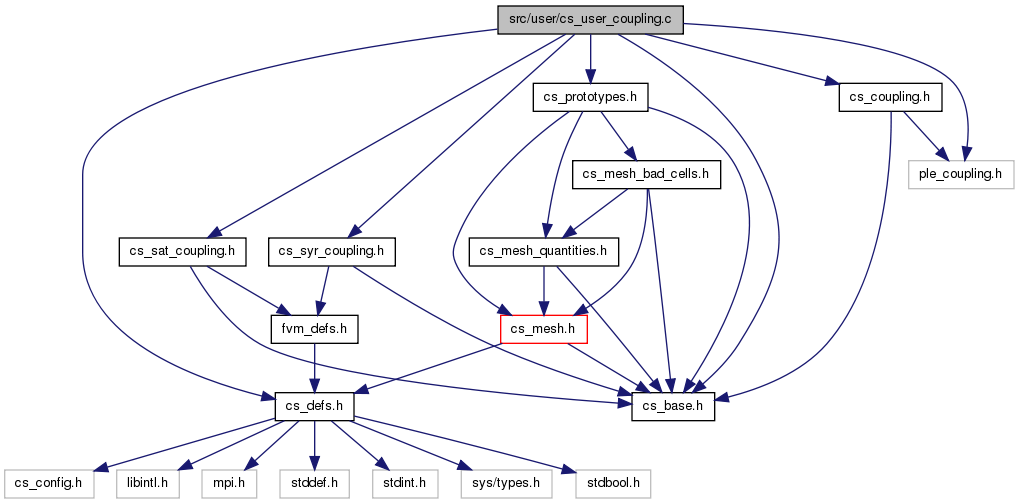 src/user/cs_user_coupling.c
cs_prototypes.h
cs_coupling.h
cs_mesh_bad_cells.h
ple_coupling.h
cs_sat_coupling.h
cs_syr_coupling.h
cs_mesh_quantities.h
fvm_defs.h
cs_mesh.h
cs_defs.h
cs_base.h
cs_config.h
libintl.h
mpi.h
stddef.h
stdint.h
sys/types.h
stdbool.h